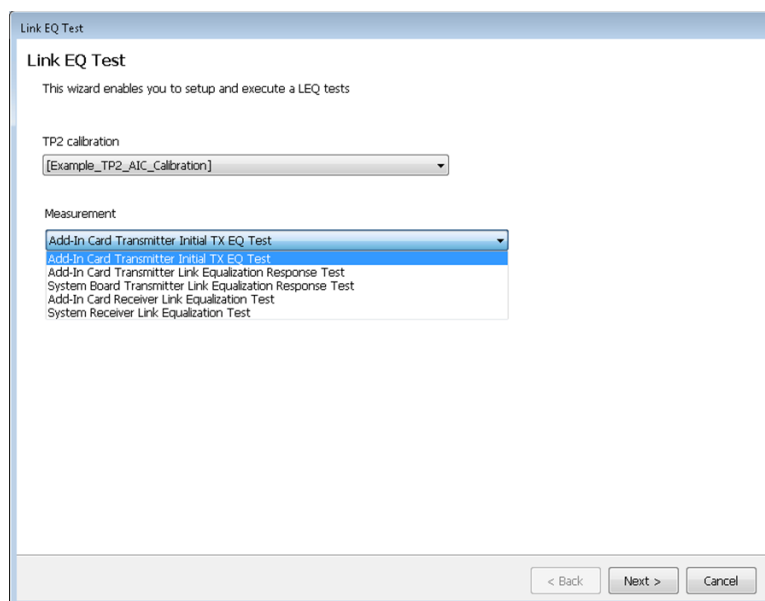 Link EQ Test
Link EQ Test
This wizard enables you to setup and execute a LEQ tests
TP2 calibration
[Example_TP2_AIC_Calibration]
Measurement
Add-In Card Transmitter Initial TX EQ Test
Add-In Card Transmitter Initial TX EQ Test
Add-In Card Transmitter Link Equalization Response Test
System Board Transmitter Link Equalization Response Test
Add-In Card Receiver Link Equalization Test
System Receiver Link Equalization Test
< Back Next > Cancel